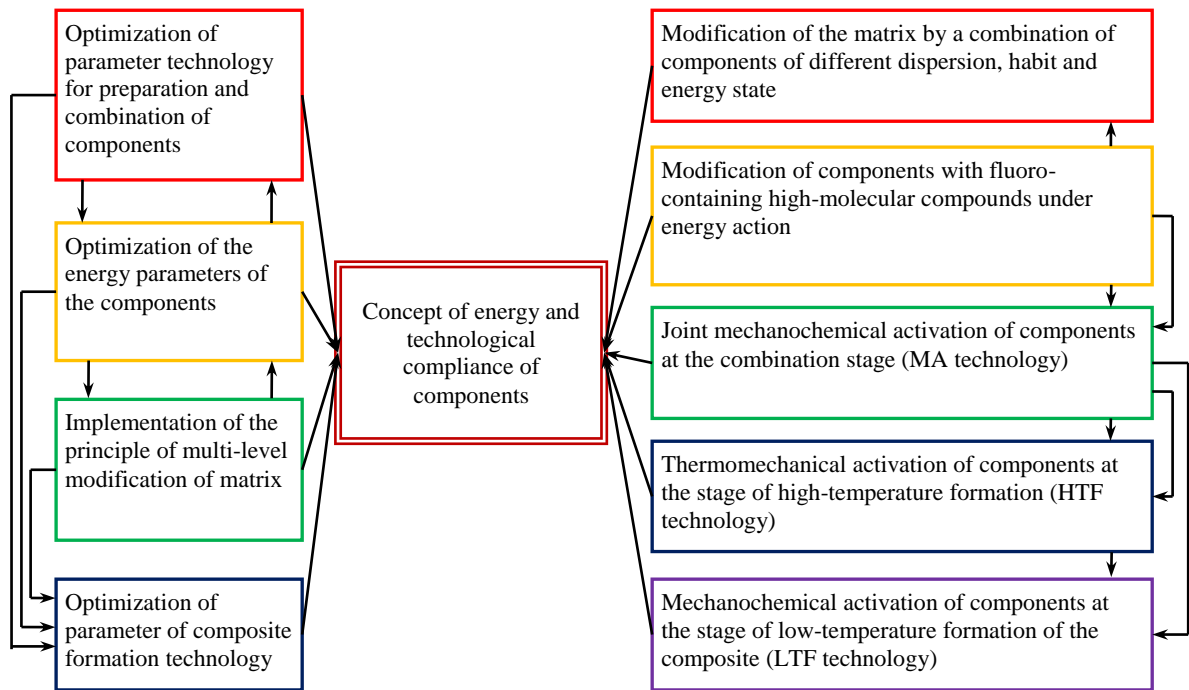 Optimization of
parameter technology
for preparation and
combination of
components
Optimization of the
energy parameters of
the components
Implementation of the
principle of multi-level
modification of matrix
Optimization of
parameter of composite
formation technology
Concept of energy and
technological
compliance of
components
Modification of the matrix by a combination of
components of different dispersion, habit and
energy state
Modification of components with fluoro-
containing high-molecular compounds under
energy action
Joint mechanochemical activation of components
at the combination stage (MA technology)
Thermomechanical activation of components at
the stage of high-temperature formation (HTF
technology)
Mechanochemical activation of components at
the stage of low-temperature formation of the
composite (LTF technology)